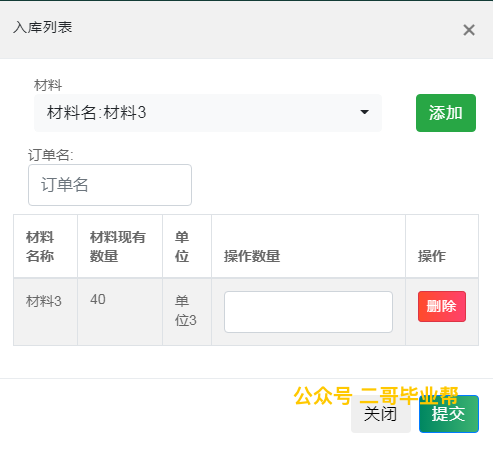 入库列表
×
材料
材料名:材料3
添加
订单名:
订单名
材料名称 材料现有数量 单位 操作数量 操作
材料3 40 单位3 删除
公众号 二哥毕业帮
关闭 提交